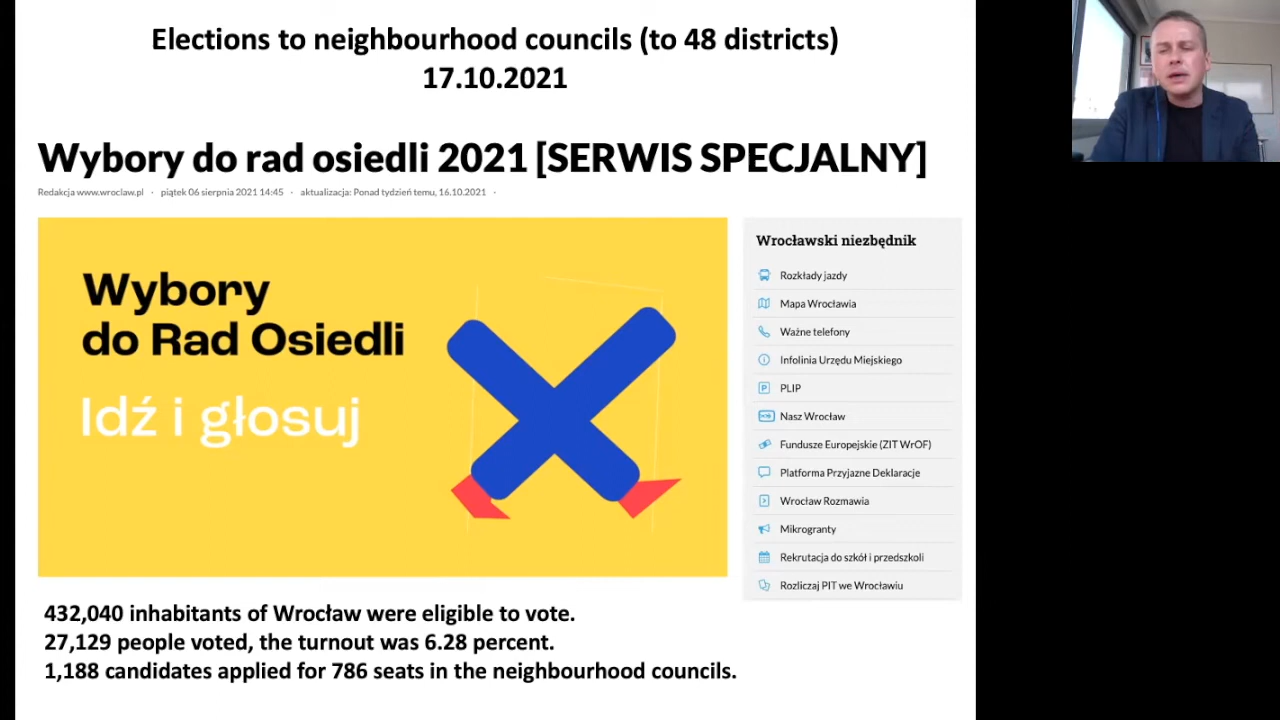 Elections to neighbourhood councils (to 48 districts)
17.10.2021
Wybory do rad osiedli 2021 [SERWIS SPECJALNY]
Redakcja www.wroclaw.pl · piątek 06 sierpnia 2021 14:45 · aktualizacja: Ponad tydzień temu, 16.10.2021 ·
Wybory
do Rad Osiedli
Idź i głosuj
Wrocławski niezbędnik
Rozkłady jazdy
Mapa Wrocławia
Ważne telefony
Infolinia Urzędu Miejskiego
PLIP
Nasz Wrocław
Fundusze Europejskie (ZIT WrOF)
Platforma Przyjazne Deklaracje
Wrocław Rozmawia
Mikrogranty
Rekrutacja do szkół i przedszkoli
Rozliczaj PIT we Wrocławiu
432,040 inhabitants of Wrocław were eligible to vote.
27,129 people voted, the turnout was 6.28 percent.
1,188 candidates applied for 786 seats in the neighbourhood councils.